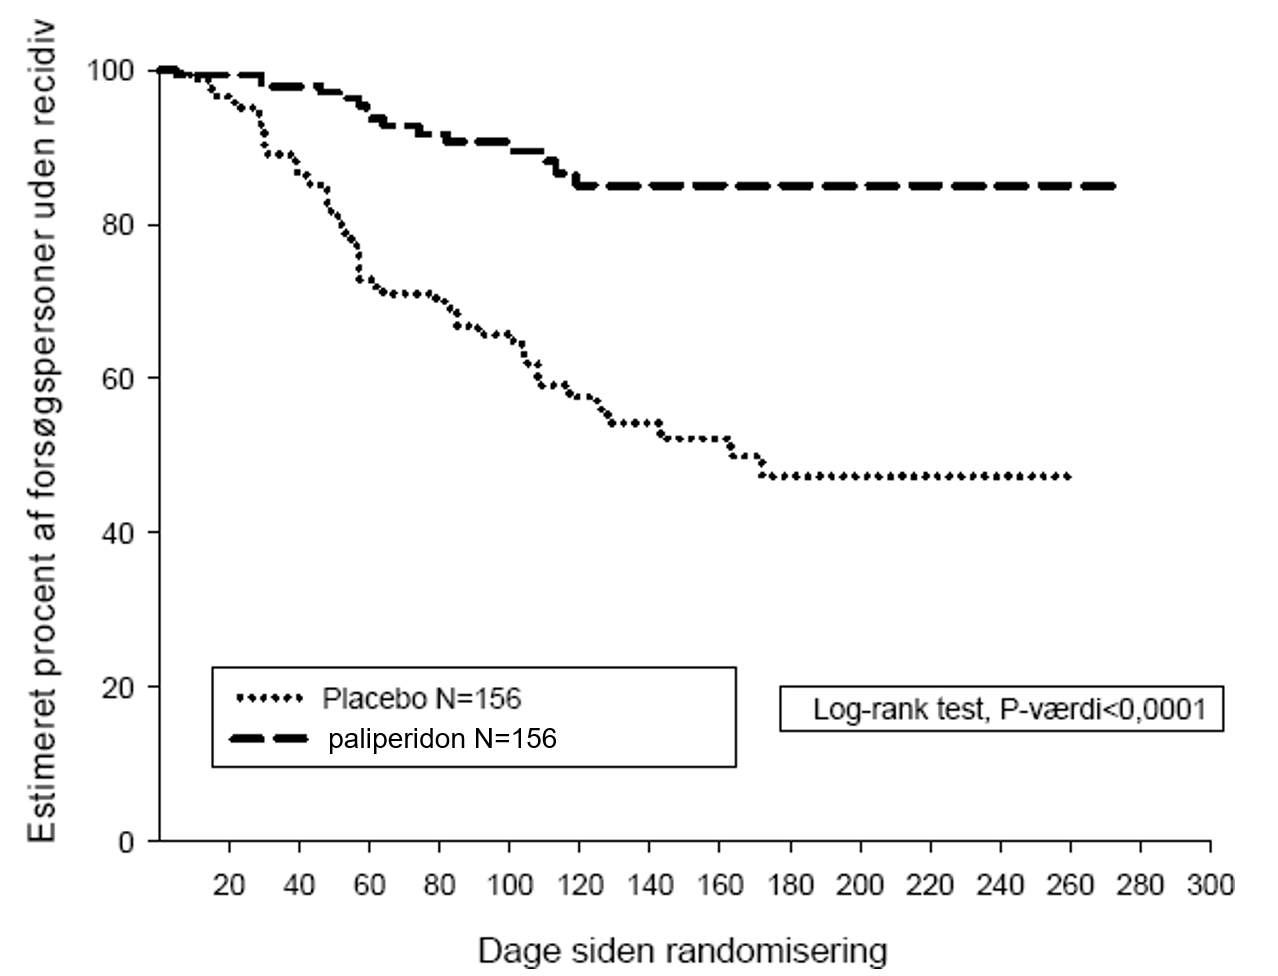 Estimeret procent af forsøgspersoner uden recidiv
100
80
60
40
20
0
Placebo N=156
paliperidon N=156
Log-rank test, P-værdi<0,0001
20 40 60 80 100 120 140 160 180 200 220 240 260 280 300
Dage siden randomisering